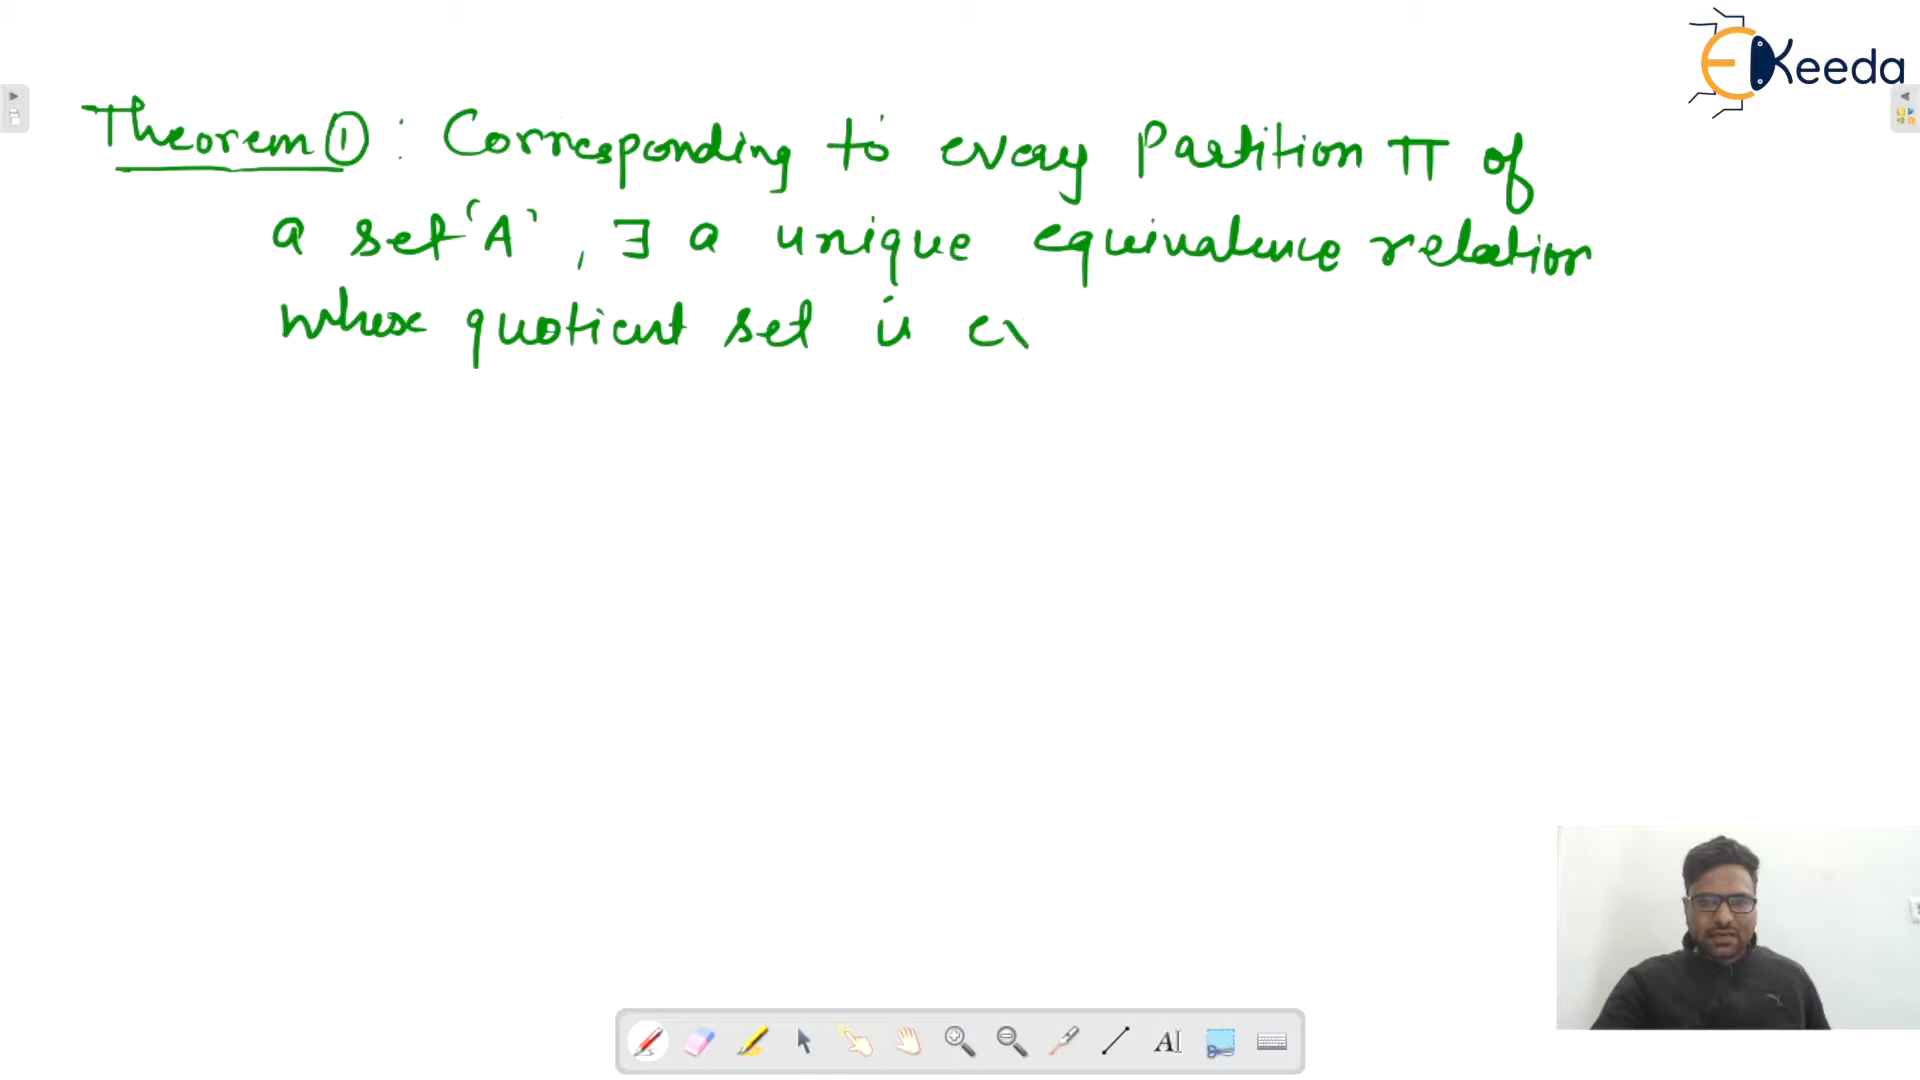 EKeeda
Theorem ① : Corresponding to every Partition π of
a set 'A' , ∃ a unique equivalence relation
whose quotient set is